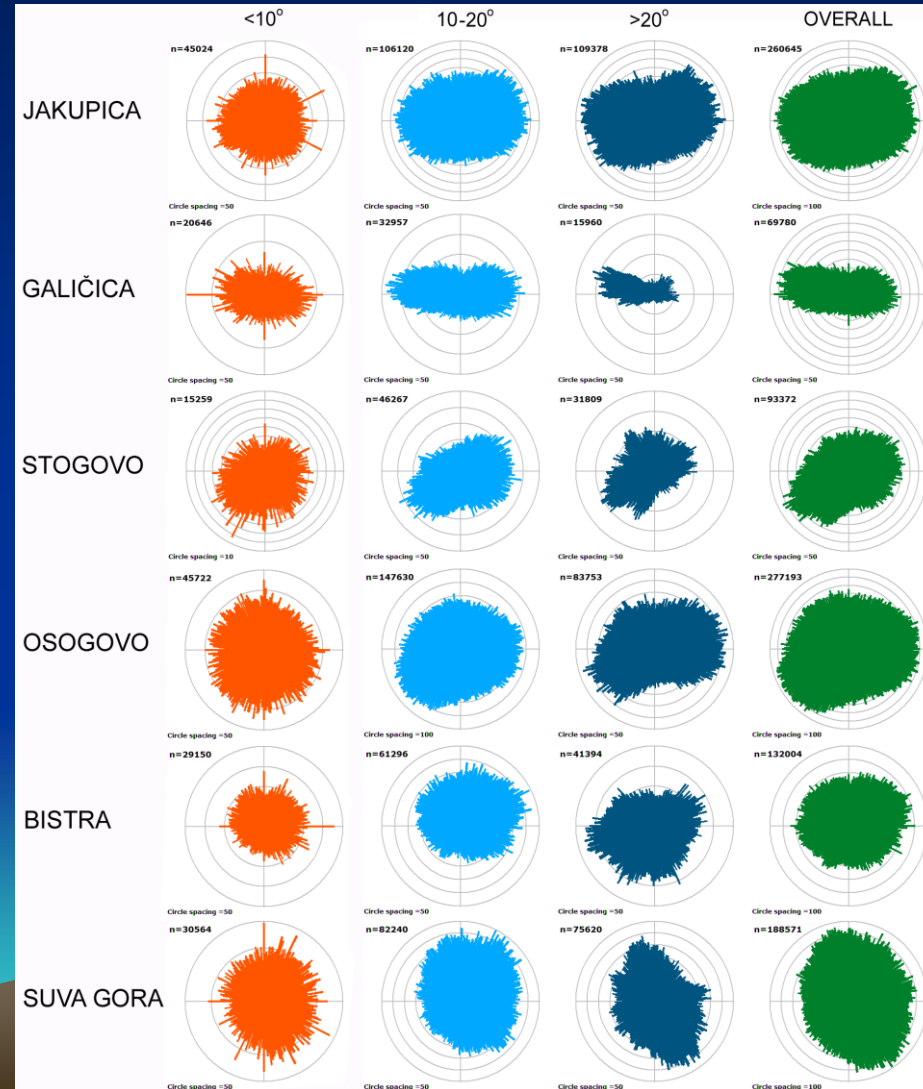 <10° 10-20° >20° OVERALL
JAKUPICA
n=45024 n=106120 n=109378 n=260645
Circle spacing =50 Circle spacing =50 Circle spacing =50 Circle spacing =100
GALIČICA
n=20646 n=32957 n=15960 n=69780
Circle spacing =50 Circle spacing =50 Circle spacing =50 Circle spacing =50
STOGOVO
n=15259 n=46267 n=31809 n=93372
Circle spacing =10 Circle spacing =50 Circle spacing =50 Circle spacing =50
OSOGOVO
n=45722 n=147630 n=83753 n=277193
Circle spacing =50 Circle spacing =100 Circle spacing =50 Circle spacing =100
BISTRA
n=29150 n=61296 n=41394 n=132004
Circle spacing =50 Circle spacing =50 Circle spacing =50 Circle spacing =100
SUVA GORA
n=30564 n=82240 n=75620 n=188571
Circle spacing =50 Circle spacing =50 Circle spacing =50 Circle spacing =100